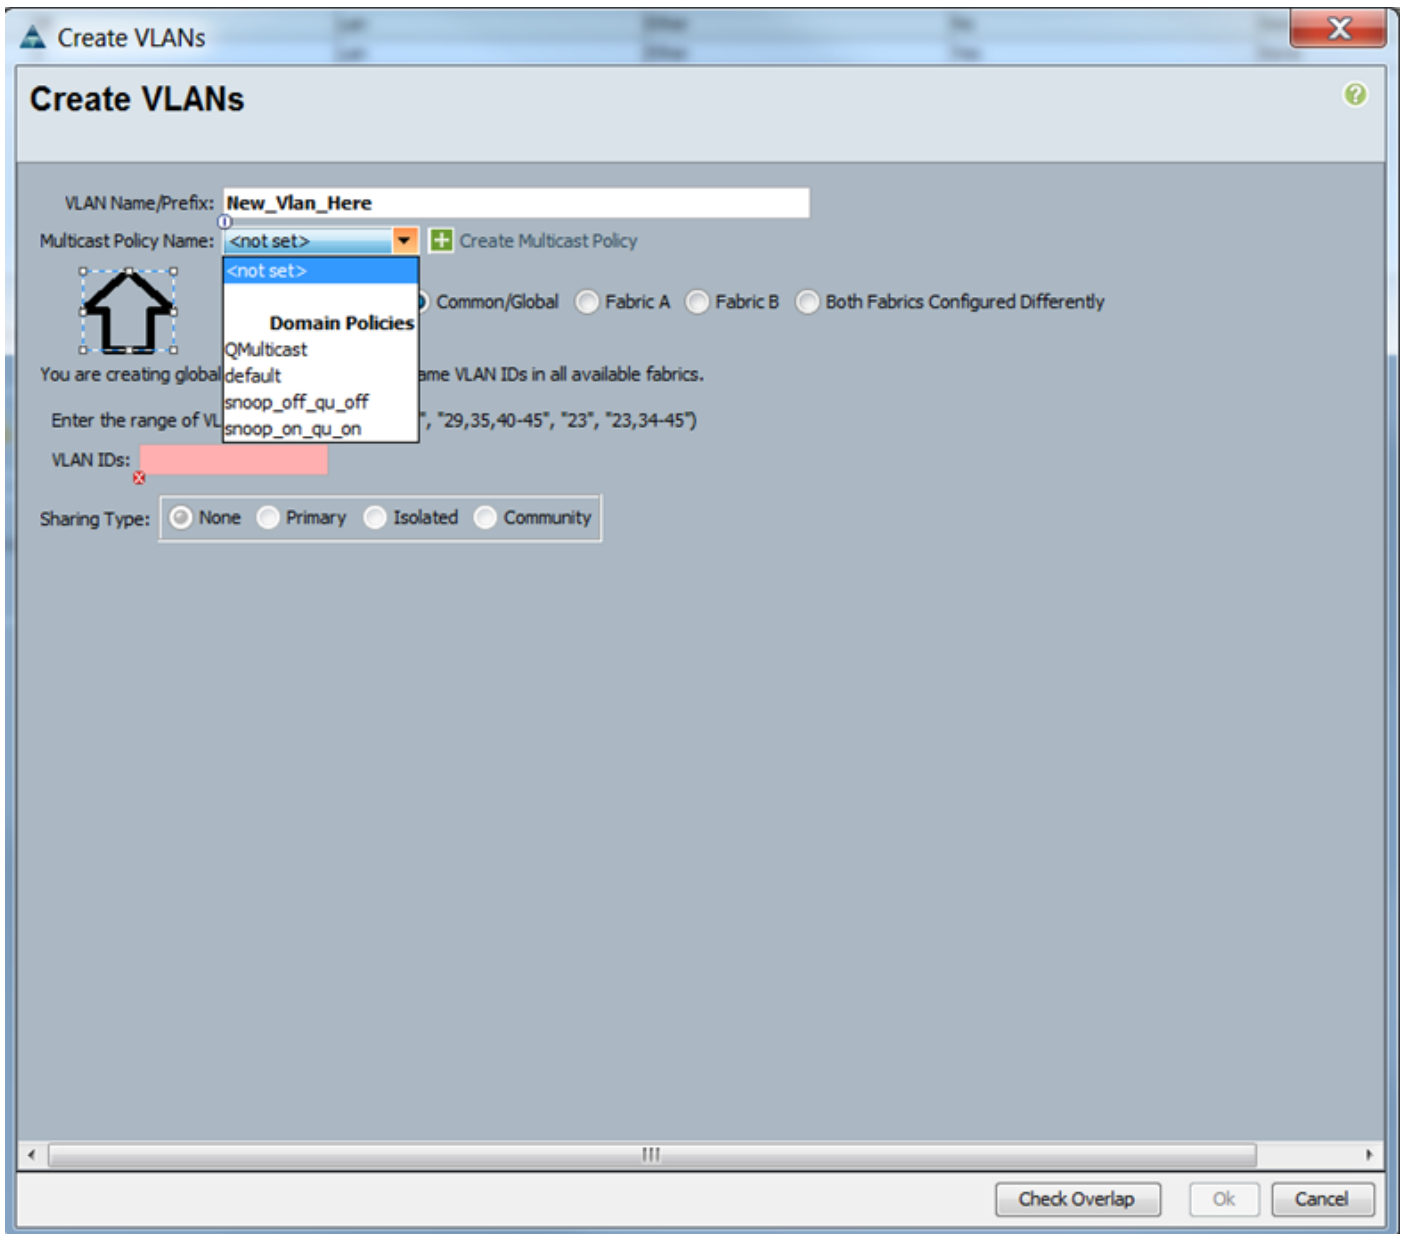 Create VLANs
Create VLANs
VLAN Name/Prefix: New_Vlan_Here
Multicast Policy Name: <not set> Create Multicast Policy
<not set>
Common/Global Fabric A Fabric B Both Fabrics Configured Differently
Domain Policies
QMulticast
You are creating global ame VLAN IDs in all available fabrics.
default
snoop_off_qu_off
Enter the range of VL ", "29,35,40-45", "23", "23,34-45")
snoop_on_qu_on
VLAN IDs:
Sharing Type: None Primary Isolated Community
Check Overlap Ok Cancel